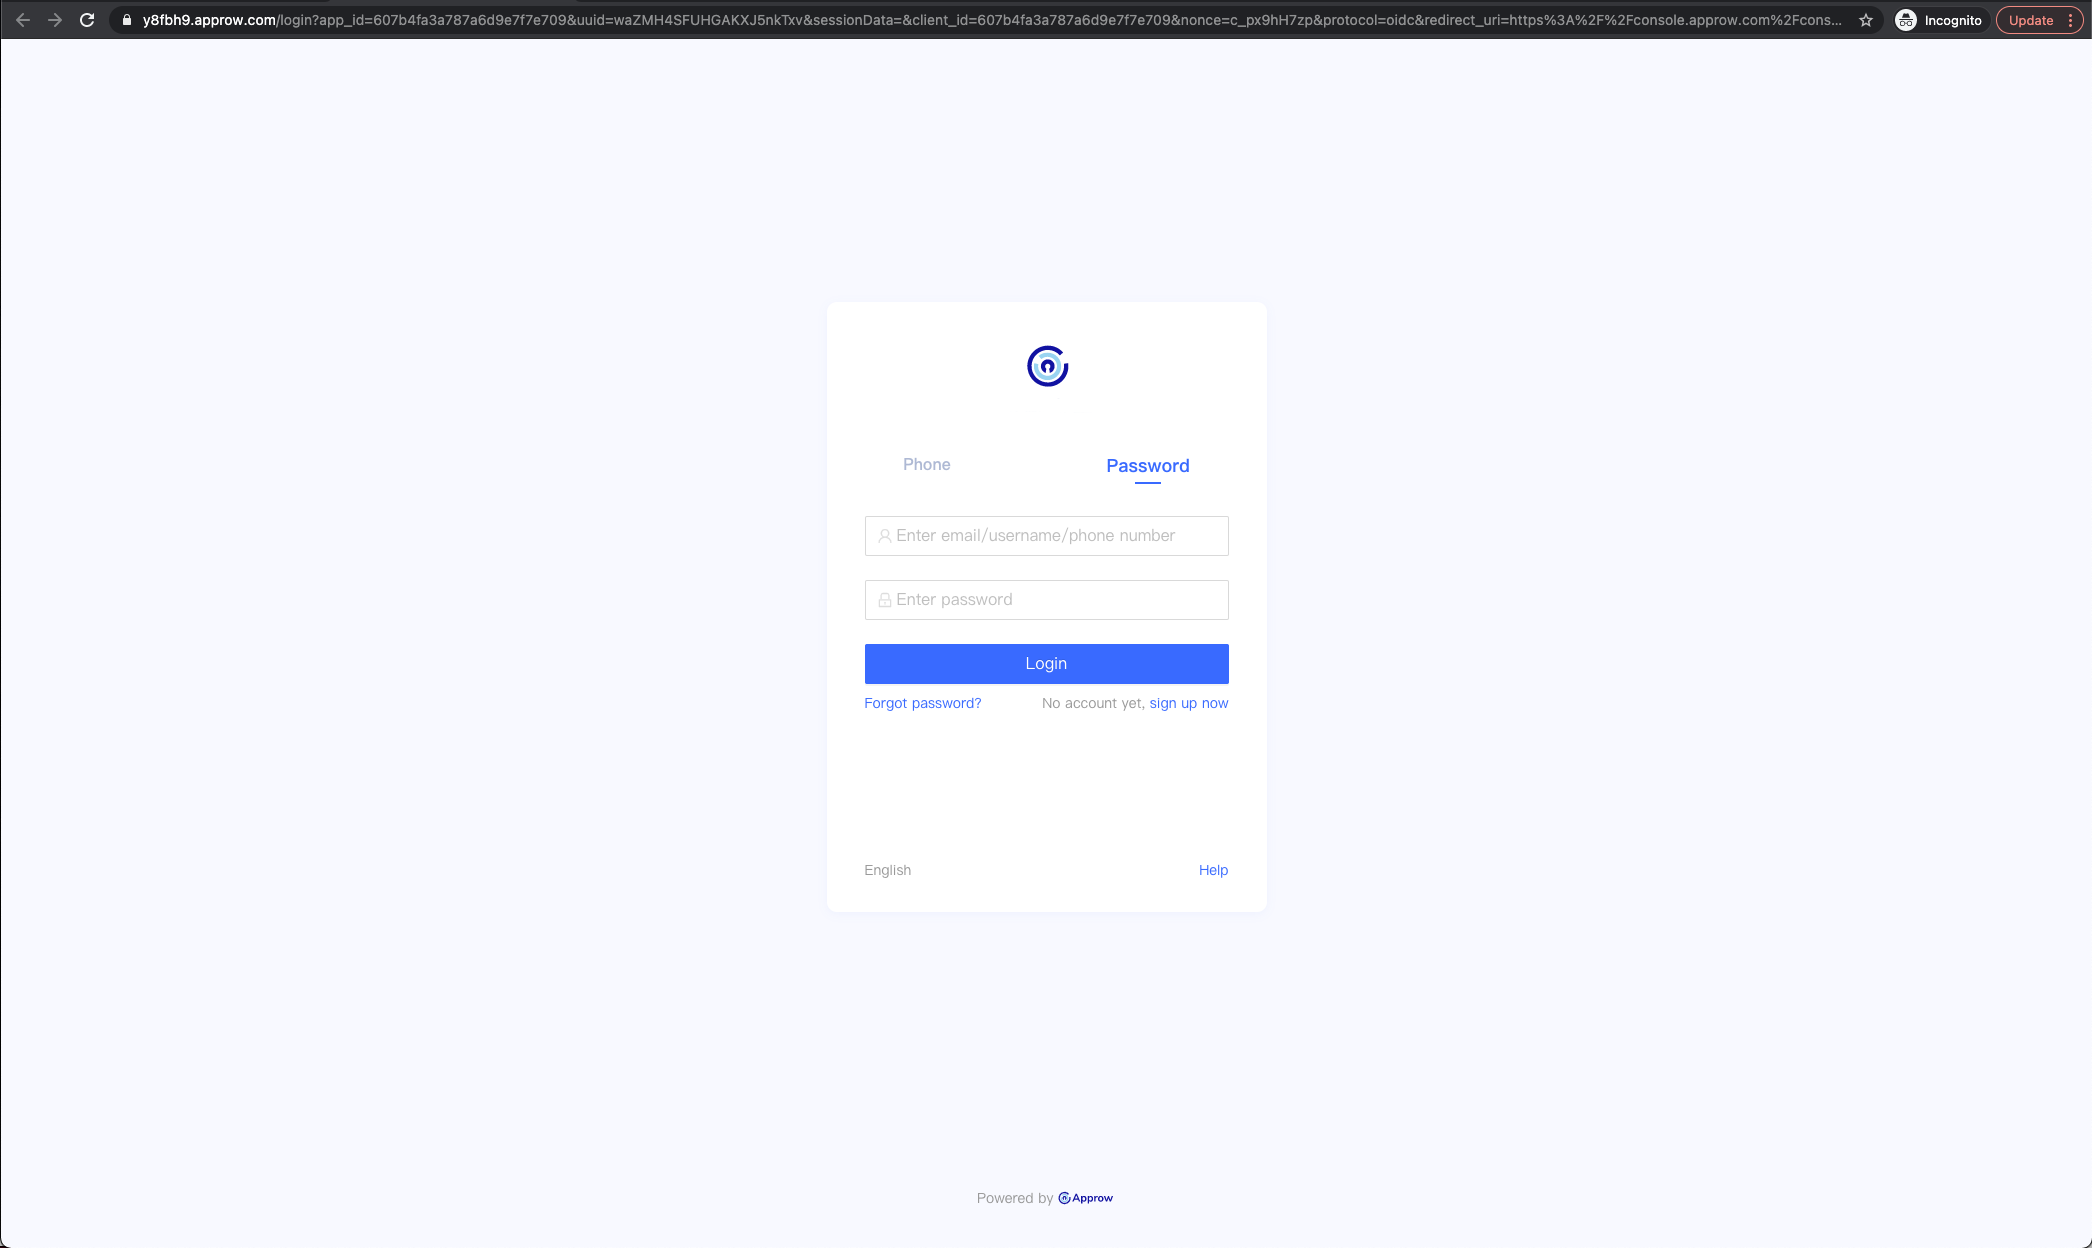 y8fbh9.approw.com/login?app_id=607b4fa3a787a6d9e7f7e709&uuid=waZMH4SFUHGAKXJ5nkTxv&sessionData=&client_id=607b4fa3a787a6d9e7f7e709&nonce=c_px9hH7zp&protocol=oidc&redirect_uri=https%3A%2F%2Fconsole.approw.com%2Fcons... Incognito Update
Phone Password
Enter email/username/phone number
Enter password
Login
Forgot password? No account yet, sign up now
English Help
Powered by Approw